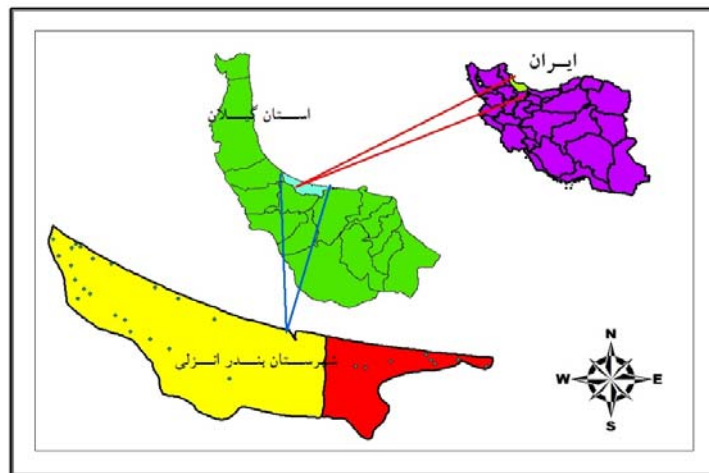 ایران
استان گیلان
شهرستان بندر انزلی
N
W E
S